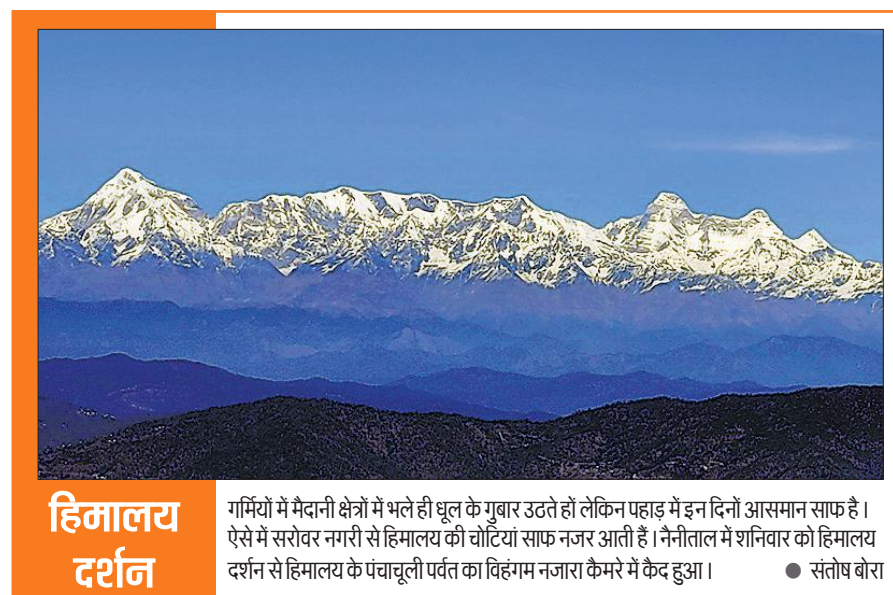 हिमालय
दर्शन
गर्मियों में मैदानी क्षेत्रों में भले ही धूल के गुबार उठते हों लेकिन पहाड़ में इन दिनों आसमान साफ है।
ऐसे में सरोवर नगरी से हिमालय की चोटियां साफ नजर आती हैं। नैनीताल में शनिवार को हिमालय
दर्शन से हिमालय के पंचाचूली पर्वत का विहंगम नजारा कैमरे में कैद हुआ। ● संतोष बोरा